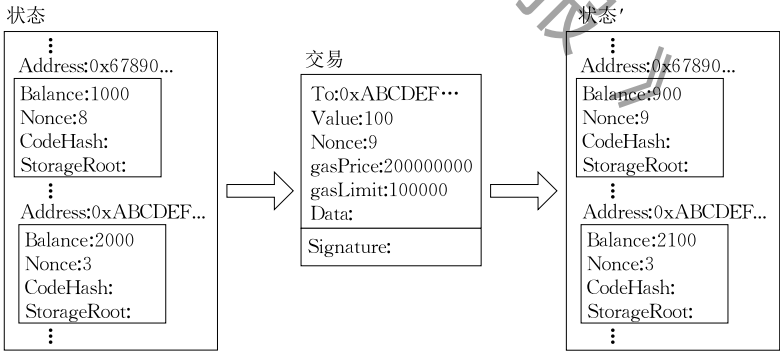 状态
⋮
Address:0x67890...
Balance:1000
Nonce:8
CodeHash:
StorageRoot:
⋮
Address:0xABCDEF...
Balance:2000
Nonce:3
CodeHash:
StorageRoot:
⋮
交易
To:0xABCDEF⋯
Value:100
Nonce:9
gasPrice:200000000
gasLimit:100000
Data:
Signature:
状态′
⋮
Address:0x67890...
Balance:900
Nonce:9
CodeHash:
StorageRoot:
⋮
Address:0xABCDEF...
Balance:2100
Nonce:3
CodeHash:
StorageRoot:
⋮
报》